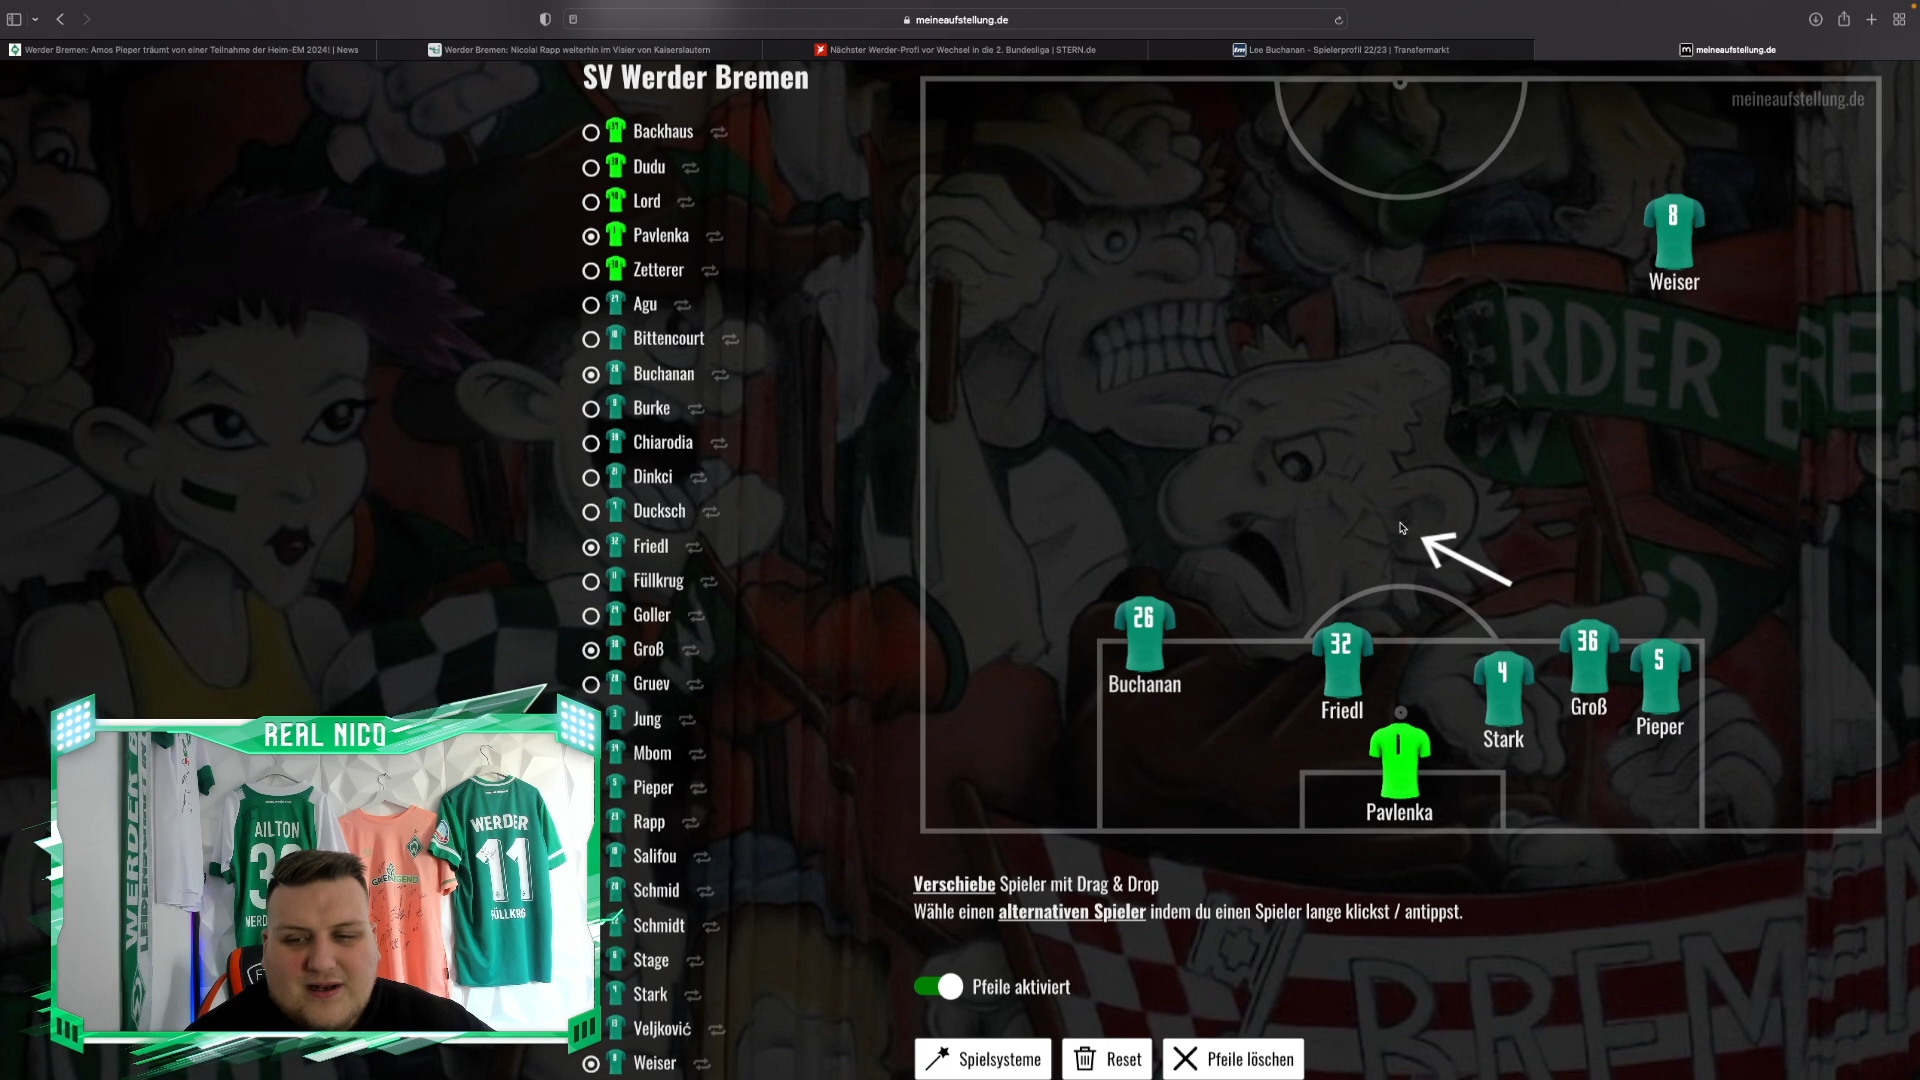 meineaufstellung.de
Werder Bremen: Amos Pieper träumt von einer Teilnahme der Heim-EM 2024! | News
Werder Bremen: Nicolai Rapp weiterhin im Visier von Kaiserslautern
Nächster Werder-Profi vor Wechsel in die 2. Bundesliga | STERN.de
Lee Buchanan - Spielerprofil 22/23 | Transfermarkt
meineaufstellung.de
SV Werder Bremen
Backhaus
Dudu
Lord
Pavlenka
Zetterer
Agu
Bittencourt
Buchanan
Burke
Chiarodia
Dinkci
Ducksch
Friedl
Füllkrug
Goller
Groß
Gruev
Jung
Mbom
Pieper
Rapp
Salifou
Schmid
Schmidt
Stage
Stark
Veljković
Weiser
meineaufstellung.de
8
Weiser
26
Buchanan
32
Friedl
4
Stark
36
Groß
5
Pieper
1
Pavlenka
WERDER BREMEN
Verschiebe Spieler mit Drag & Drop
Wähle einen alternativen Spieler indem du einen Spieler lange klickst / antippst.
Pfeile aktiviert
Spielsysteme
Reset
Pfeile löschen
BREM
REAL NICO
AILTON
WERDER
11
FÜLLKRG
WERDER B